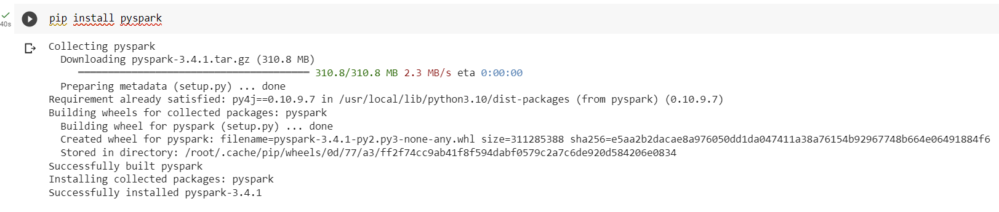 pip install pyspark
40s
Collecting pyspark
Downloading pyspark-3.4.1.tar.gz (310.8 MB)
310.8/310.8 MB 2.3 MB/s eta 0:00:00
Preparing metadata (setup.py) ... done
Requirement already satisfied: py4j==0.10.9.7 in /usr/local/lib/python3.10/dist-packages (from pyspark) (0.10.9.7)
Building wheels for collected packages: pyspark
Building wheel for pyspark (setup.py) ... done
Created wheel for pyspark: filename=pyspark-3.4.1-py2.py3-none-any.whl size=311285388 sha256=e5aa2b2dacae8a976050dd1da047411a38a76154b92967748b664e06491884f6
Stored in directory: /root/.cache/pip/wheels/0d/77/a3/ff2f74cc9ab41f8f594dabf0579c2a7c6de920d584206e0834
Successfully built pyspark
Installing collected packages: pyspark
Successfully installed pyspark-3.4.1